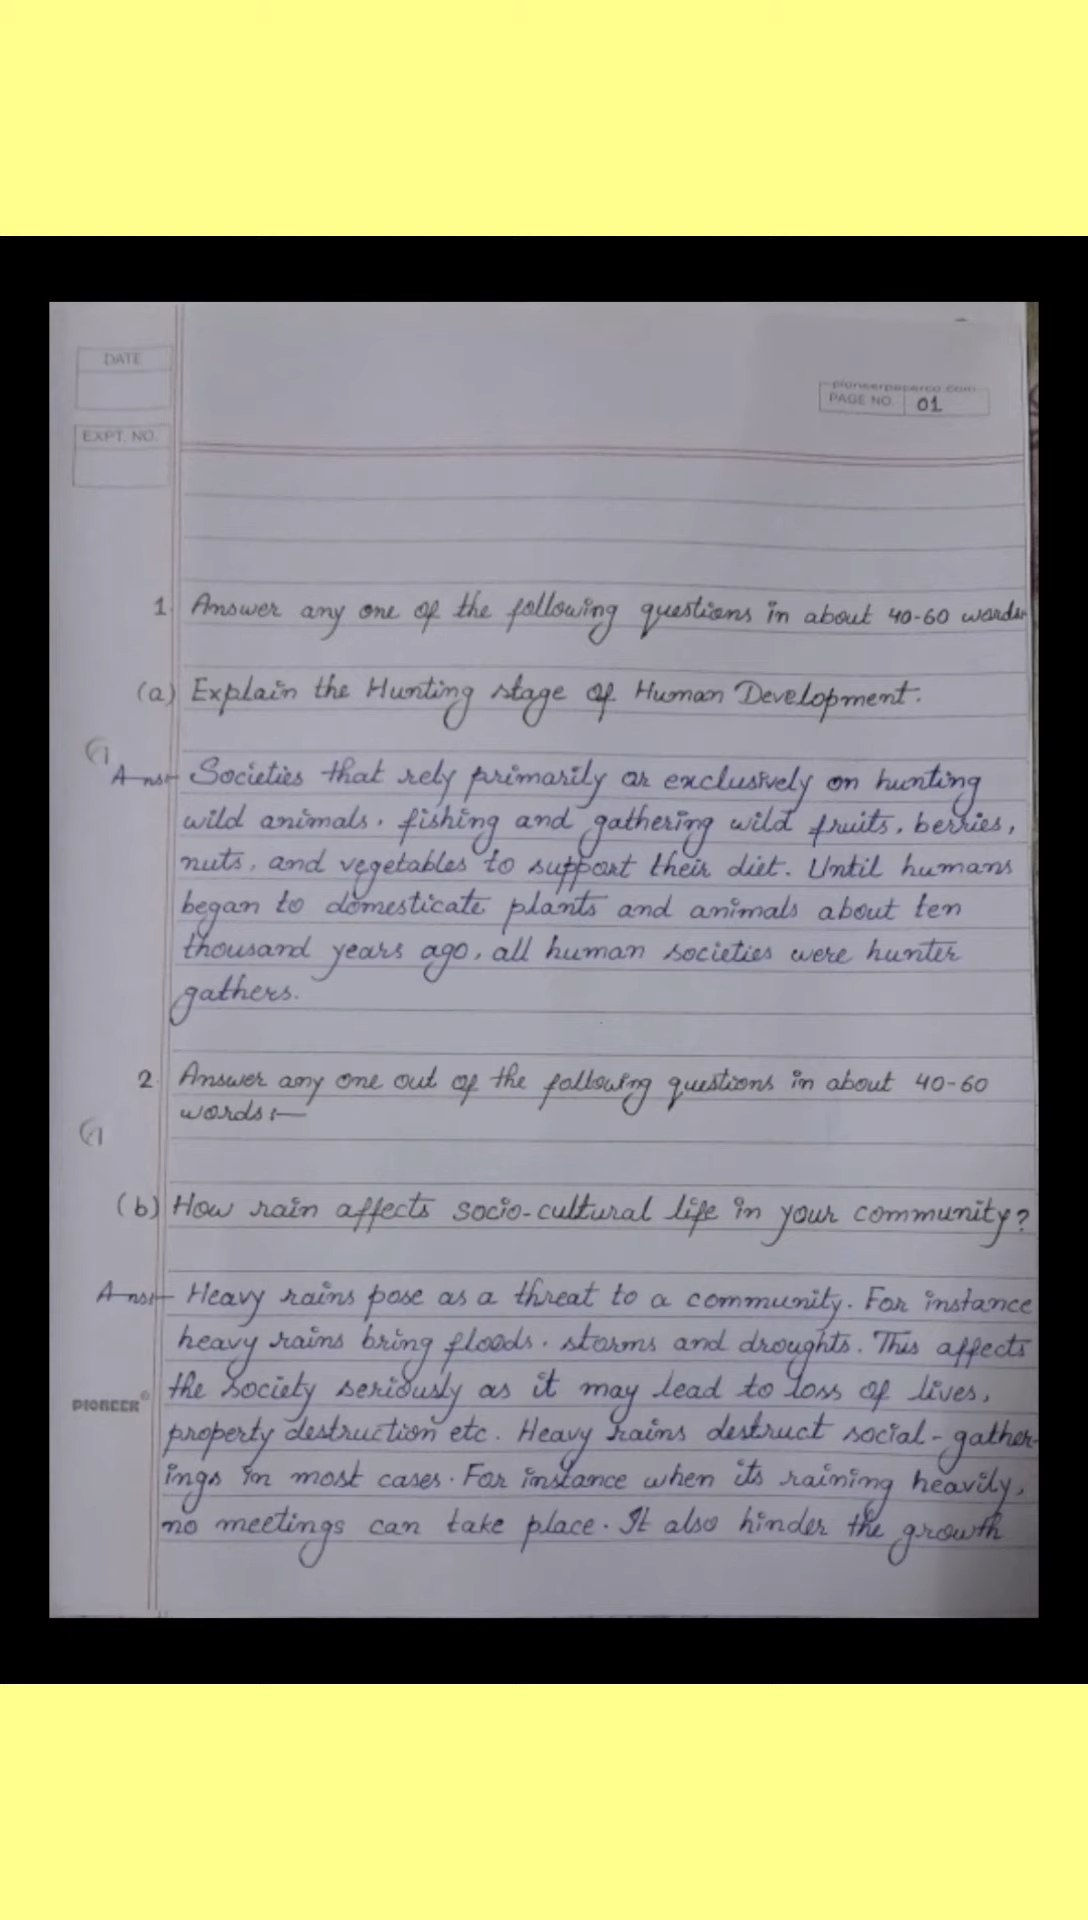 DATE
pioneerpaperco.com
PAGE NO. 01
EXPT. NO.
1. Answer any one of the following questions in about 40-60 words-
(a) Explain the Hunting stage of Human Development.
Ans:- Societies that rely primarily or exclusively on hunting
wild animals, fishing and gathering wild fruits, berries,
nuts, and vegetables to support their diet. Until humans
began to domesticate plants and animals about ten
thousand years ago, all human societies were hunter
gathers.
2. Answer any one out of the following questions in about 40-60
words:-
(b) How rain affects socio-cultural life in your community?
Ans:- Heavy rains pose as a threat to a community. For instance
heavy rains bring floods, storms and droughts. This affects
the society seriously as it may lead to loss of lives,
PIONEER
property destruction etc. Heavy rains destruct social-gather-
ings in most cases. For instance when its raining heavily,
no meetings can take place. It also hinder the growth